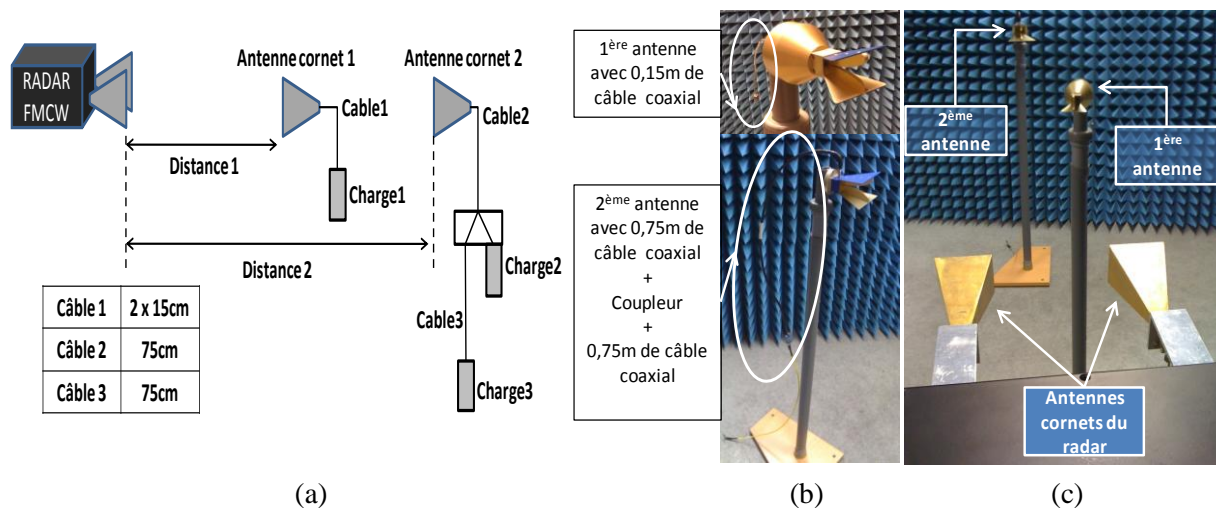 RADAR
FMCW
Antenne cornet 1
Antenne cornet 2
Cable1
Cable2
Distance 1
Charge1
Distance 2
Charge2
Cable3
Charge3
Câble 1 2 x 15cm
Câble 2 75cm
Câble 3 75cm
(a)
1ère antenne
avec 0,15m de
câble coaxial
2ème antenne
avec 0,75m de
câble coaxial
+
Coupleur
+
0,75m de câble
coaxial
(b)
2ème
antenne
1ère
antenne
Antennes
cornets du
radar
(c)